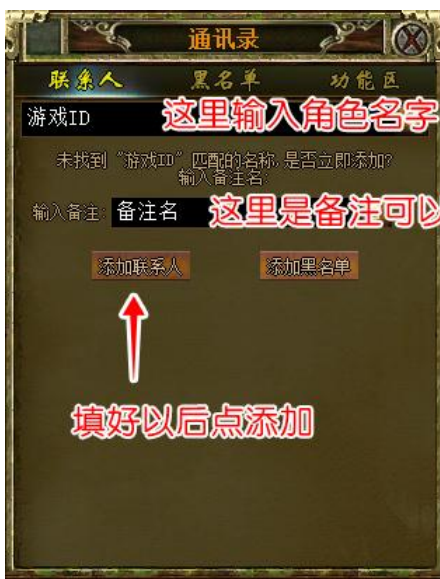 通讯录
联系人 黑名单 功能区
游戏ID 这里输入角色名字
未找到“游戏ID”匹配的名称,是否立即添加?
输入备注名:
输入备注: 备注名 这里是备注可以
添加联系人 添加黑名单
填好以后点添加